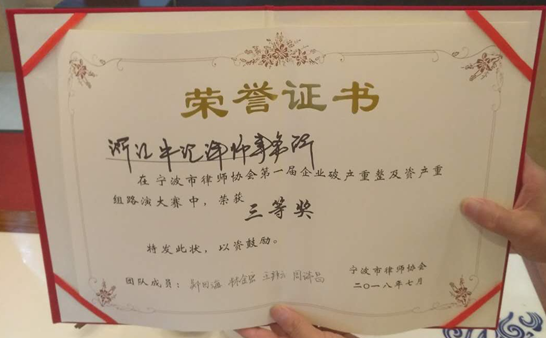 荣誉证书
浙江牛汇律师事务所
在宁波市律师协会第一届企业破产重整及资产重
组路演大赛中，荣获
三等奖
特发此状，以资鼓励。
团队成员：
宁波市律师协会
二〇一八年七月